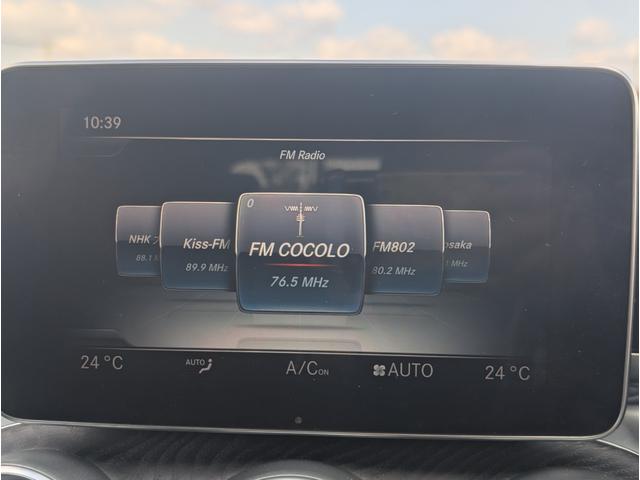 10:39
FM Radio
0
NHK
88.1 M
Kiss-FM
89.9 MHz
FM COCOLO
76.5 MHz
FM802
80.2 MHz
osaka
MHz
24 °C
AUTO
A/C ON
AUTO
24 °C